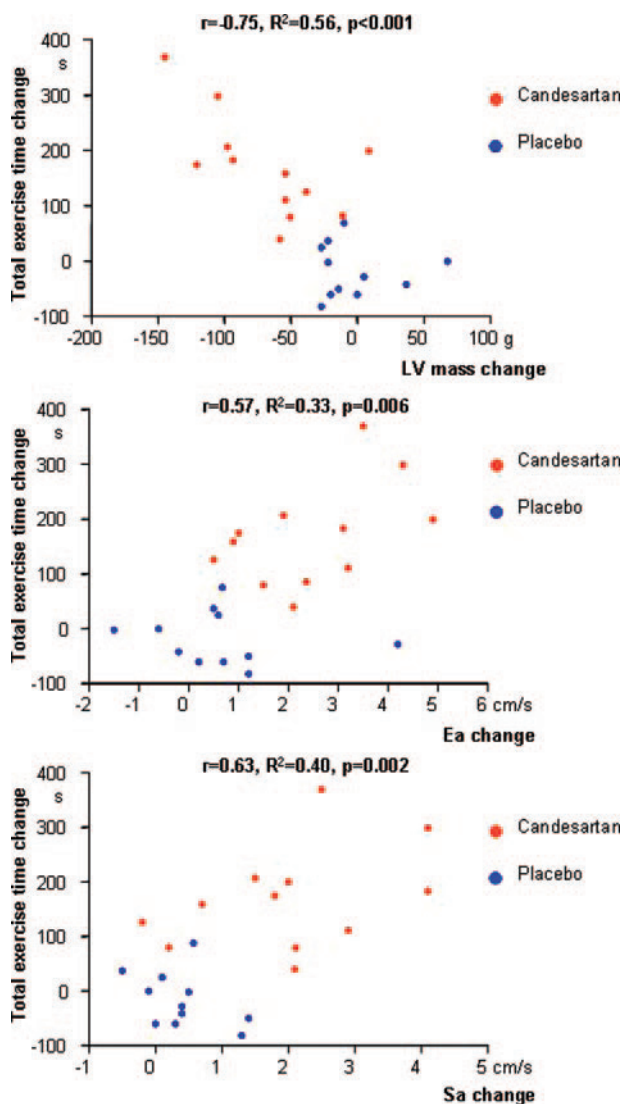 r=-0.75, R²=0.56, p<0.001
Total exercise time change
400
s
300
200
100
0
-100
-200 -150 -100 -50 0 50 100 g
LV mass change
Candesartan
Placebo
r=0.57, R²=0.33, p=0.006
Total exercise time change
400
s
300
200
100
0
-100
-2 -1 0 1 2 3 4 5 6 cm/s
Ea change
Candesartan
Placebo
r=0.63, R²=0.40, p=0.002
Total exercise time change
400
s
300
200
100
0
-100
-1 0 1 2 3 4 5 cm/s
Sa change
Candesartan
Placebo